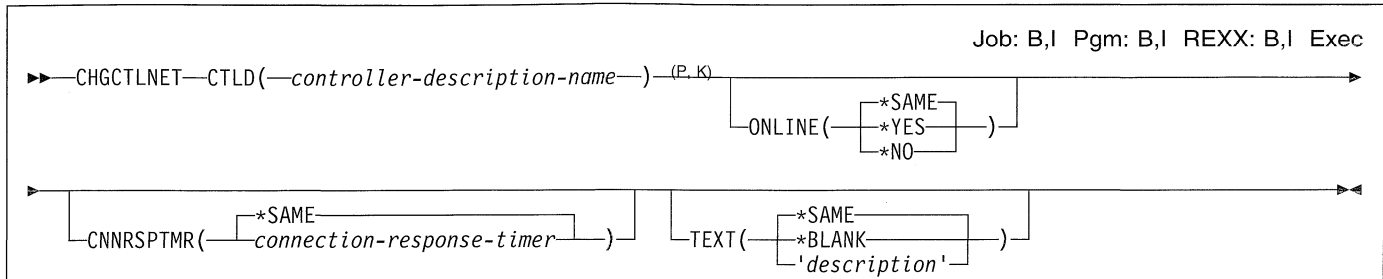 Job: B,I Pgm: B,I REXX: B,I Exec
CHGCTLNET CTLD( controller-description-name ) (P, K)
ONLINE( *SAME )
*YES
*NO
CNNRSPTMR( *SAME )
connection-response-timer
TEXT( *SAME )
*BLANK
'description'